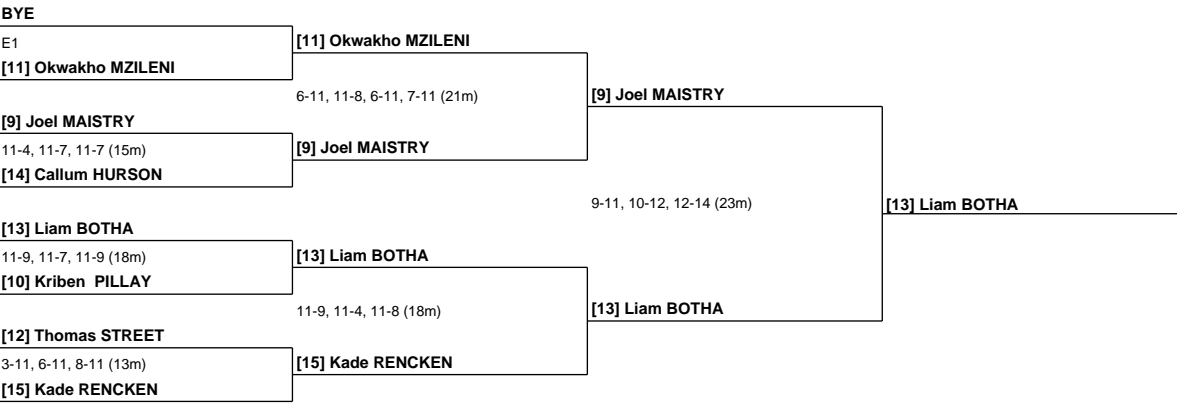 BYE
E1
[11] Okwakho MZILENI
[9] Joel MAISTRY
11-4, 11-7, 11-7 (15m)
[14] Callum HURSON
[13] Liam BOTHA
11-9, 11-7, 11-9 (18m)
[10] Kriben  PILLAY
[12] Thomas STREET
3-11, 6-11, 8-11 (13m)
[15] Kade RENCKEN
[11] Okwakho MZILENI
6-11, 11-8, 6-11, 7-11 (21m)
[9] Joel MAISTRY
[13] Liam BOTHA
11-9, 11-4, 11-8 (18m)
[15] Kade RENCKEN
[9] Joel MAISTRY
9-11, 10-12, 12-14 (23m)
[13] Liam BOTHA
[13] Liam BOTHA